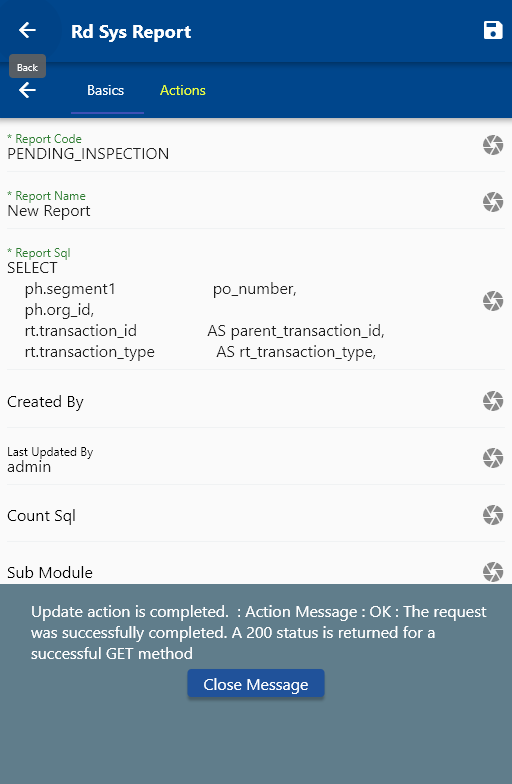 Rd Sys Report
Back
Basics
Actions
* Report Code
PENDING_INSPECTION
* Report Name
New Report
* Report Sql
SELECT
ph.segment1 po_number,
ph.org_id,
rt.transaction_id AS parent_transaction_id,
rt.transaction_type AS rt_transaction_type,
Created By
Last Updated By
admin
Count Sql
Sub Module
Update action is completed. : Action Message : OK : The request
was successfully completed. A 200 status is returned for a
successful GET method
Close Message